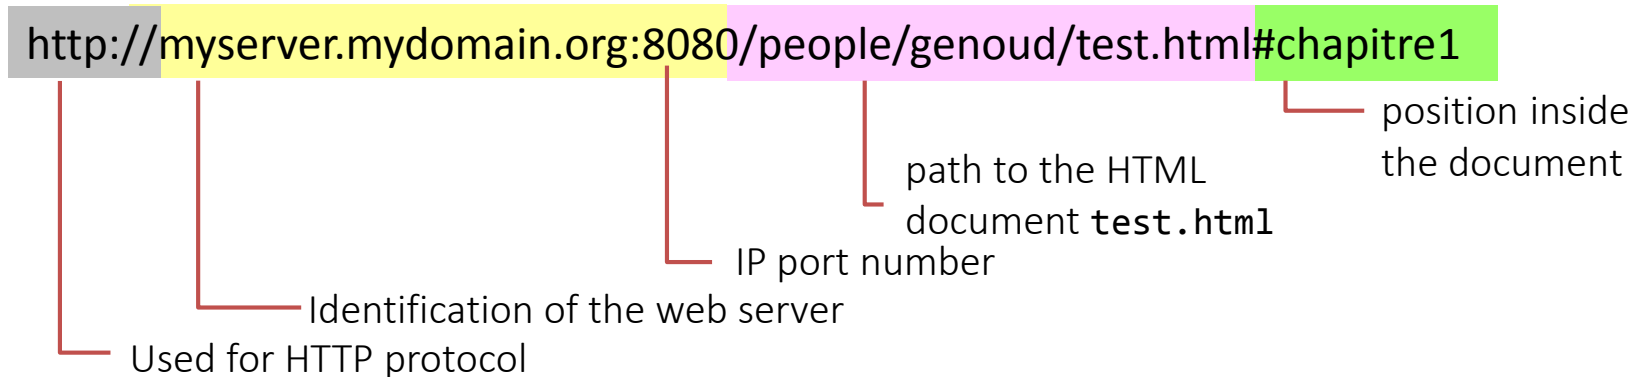 http://myserver.mydomain.org:8080/people/genoud/test.html#chapitre1
position inside
the document
path to the HTML
document test.html
IP port number
Identification of the web server
Used for HTTP protocol